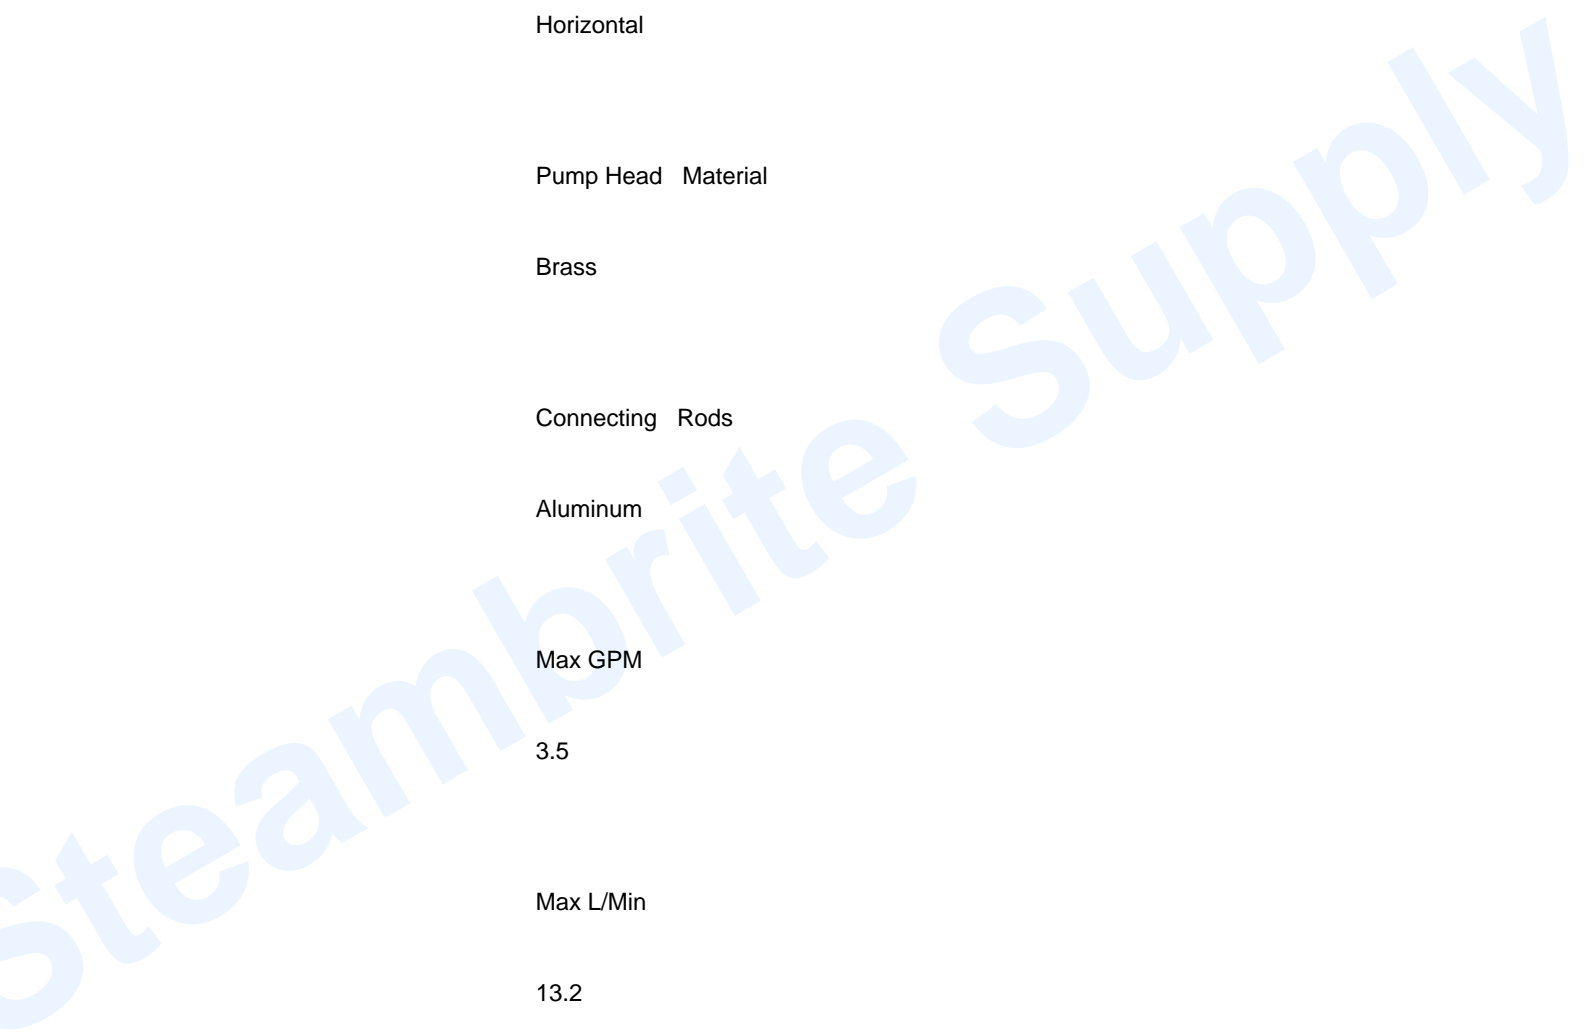 Horizontal
Pump Head Material
Brass
Connecting Rods
Aluminum
Max GPM
3.5
Max L/Min
13.2
Steambrite Supply